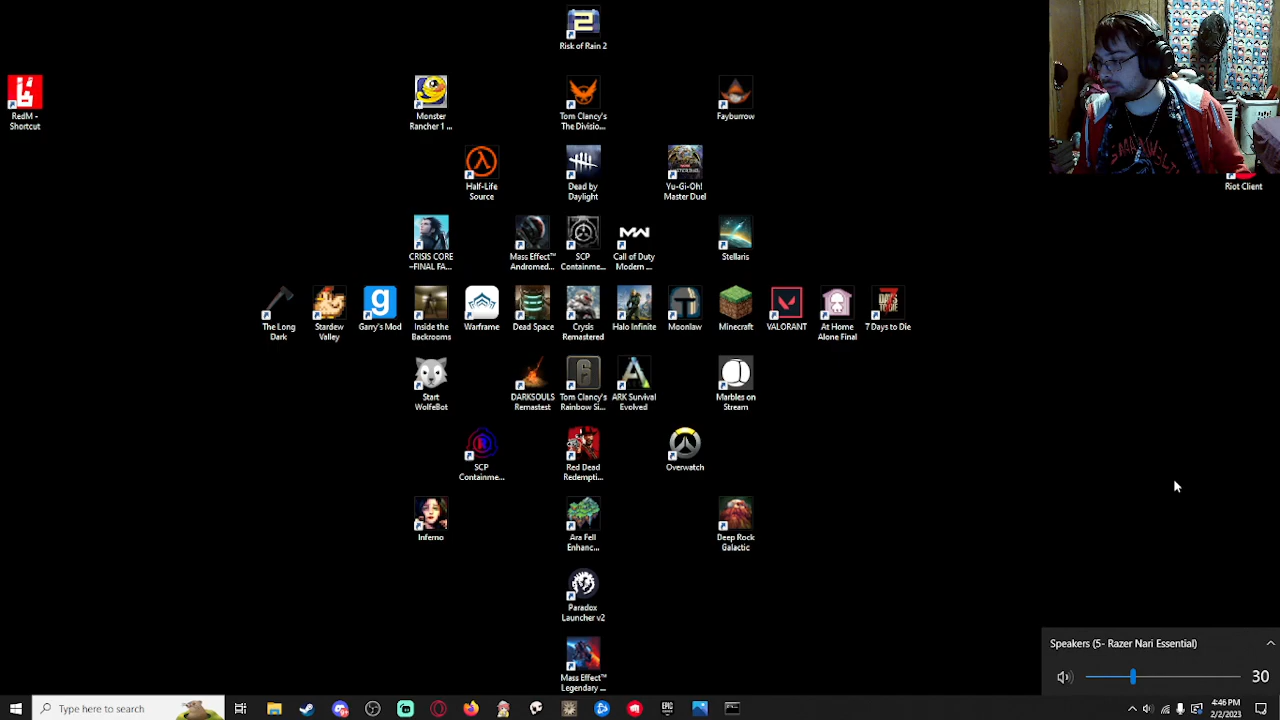 Risk of Rain 2
RedM -
Shortcut
Monster
Rancher 1 ...
Tom Clancy's
The Divisio...
Fayburrow
Half-Life
Source
Dead by
Daylight
Yu-Gi-Oh!
Master Duel
Riot Client
CRISIS CORE
–FINAL FA...
Mass Effect™
Andromed...
SCP
Containme...
Call of Duty
Modern ...
Stellaris
The Long
Dark
Stardew
Valley
Garry's Mod
Inside the
Backrooms
Warframe
Dead Space
Crysis
Remastered
Halo Infinite
Moonlaw
Minecraft
VALORANT
At Home
Alone Final
7 Days to Die
Start
WolfeBot
DARKSOULS
Remastest
Tom Clancy's
Rainbow Si...
ARK Survival
Evolved
Marbles on
Stream
SCP
Containme...
Red Dead
Redempti...
Overwatch
Inferno
Ara Fell
Enhanc...
Deep Rock
Galactic
Paradox
Launcher v2
Mass Effect™
Legendary ...
Speakers (5- Razer Nari Essential)
Type here to search
4:46 PM
2/2/2023